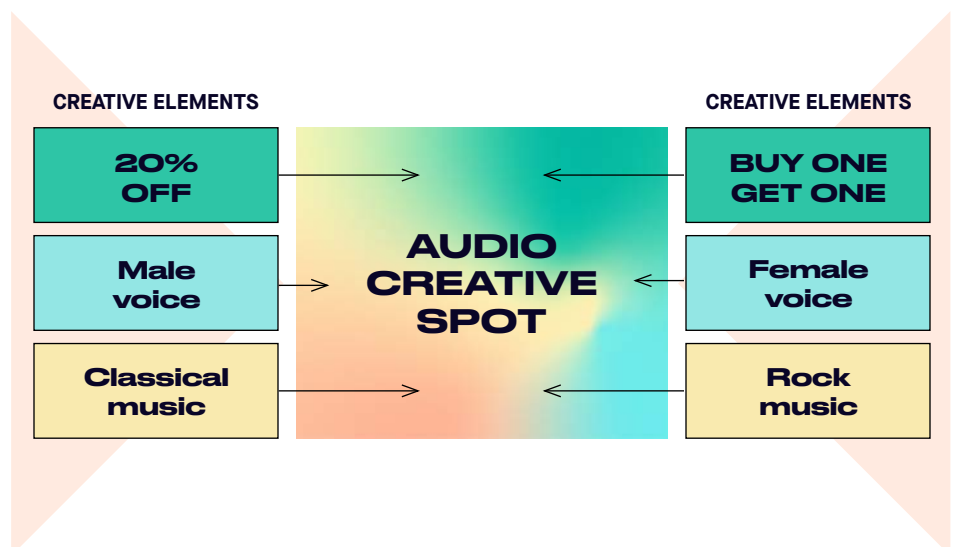 CREATIVE ELEMENTS
20%
OFF
Male
voice
Classical
music
AUDIO
CREATIVE
SPOT
CREATIVE ELEMENTS
BUY ONE
GET ONE
Female
voice
Rock
music